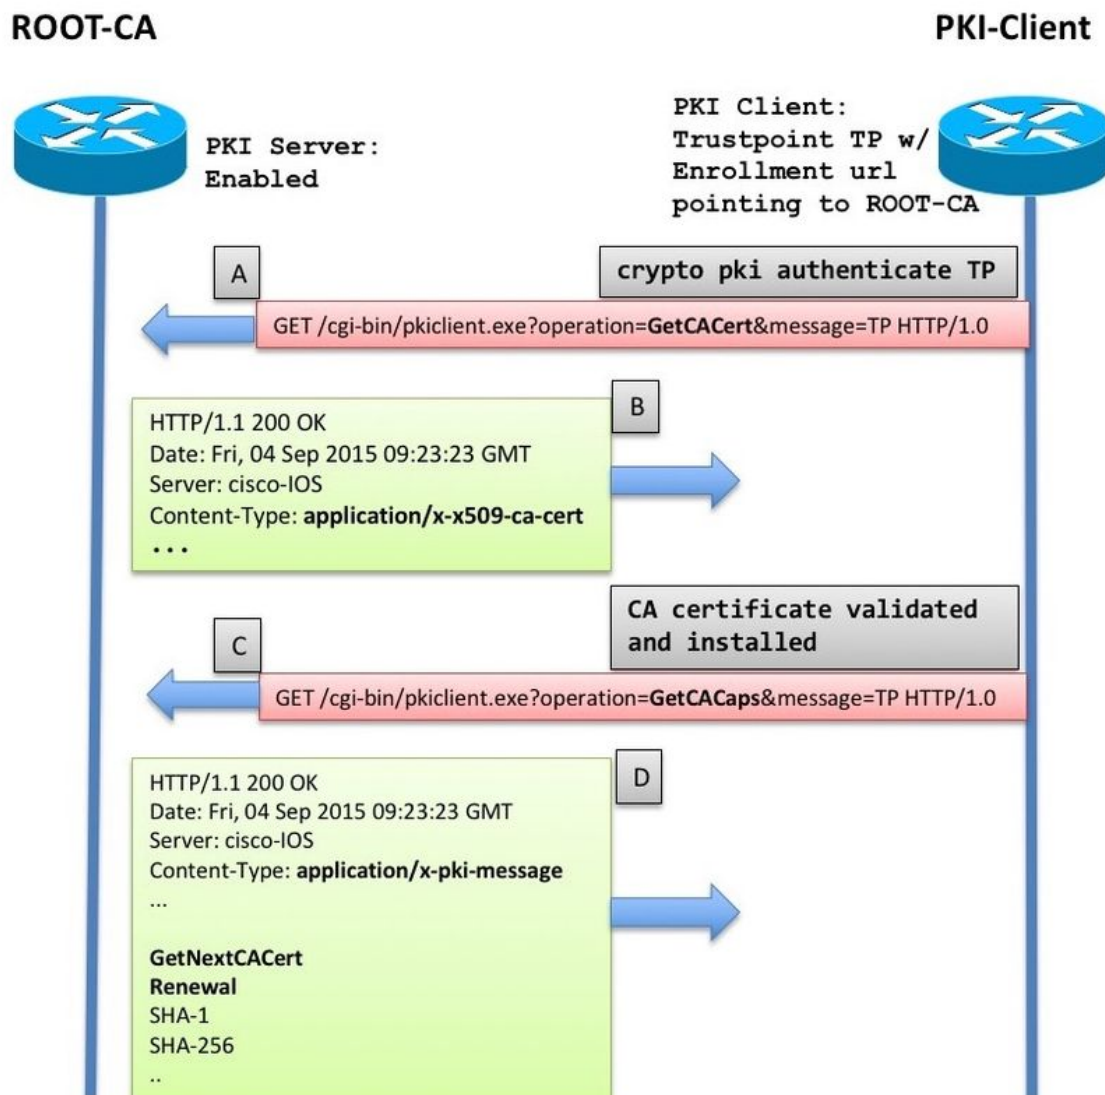 ROOT-CA
PKI-Client
PKI Server:
Enabled
PKI Client:
Trustpoint TP w/
Enrollment url
pointing to ROOT-CA
A
crypto pki authenticate TP
GET /cgi-bin/pkiclient.exe?operation=GetCACert&message=TP HTTP/1.0
B
HTTP/1.1 200 OK
Date: Fri, 04 Sep 2015 09:23:23 GMT
Server: cisco-IOS
Content-Type: application/x-x509-ca-cert
...
CA certificate validated
and installed
C
GET /cgi-bin/pkiclient.exe?operation=GetCACaps&message=TP HTTP/1.0
D
HTTP/1.1 200 OK
Date: Fri, 04 Sep 2015 09:23:23 GMT
Server: cisco-IOS
Content-Type: application/x-pki-message
...
GetNextCACert
Renewal
SHA-1
SHA-256
..